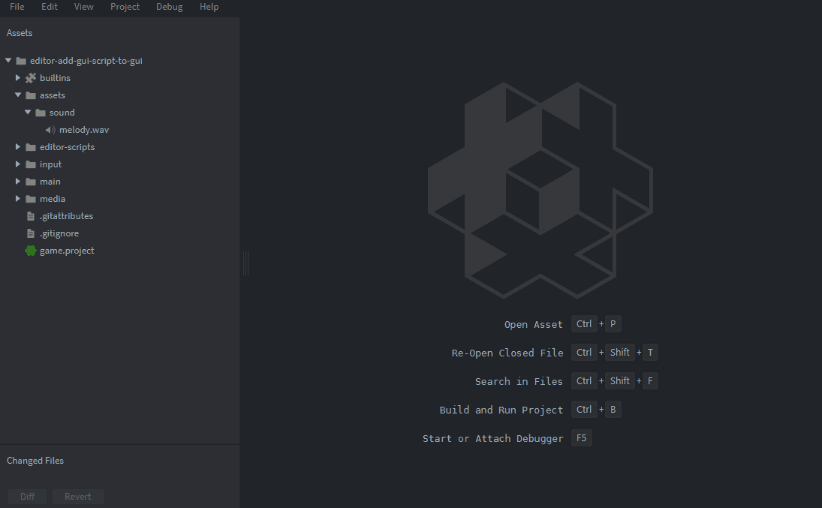 File Edit View Project Debug Help
Assets
editor-add-gui-script-to-gui
builtins
assets
sound
melody.wav
editor-scripts
input
main
media
.gitattributes
.gitignore
game.project
Open Asset Ctrl + P
Re-Open Closed File Ctrl + Shift + T
Search in Files Ctrl + Shift + F
Build and Run Project Ctrl + B
Start or Attach Debugger F5
Changed Files
Diff Revert